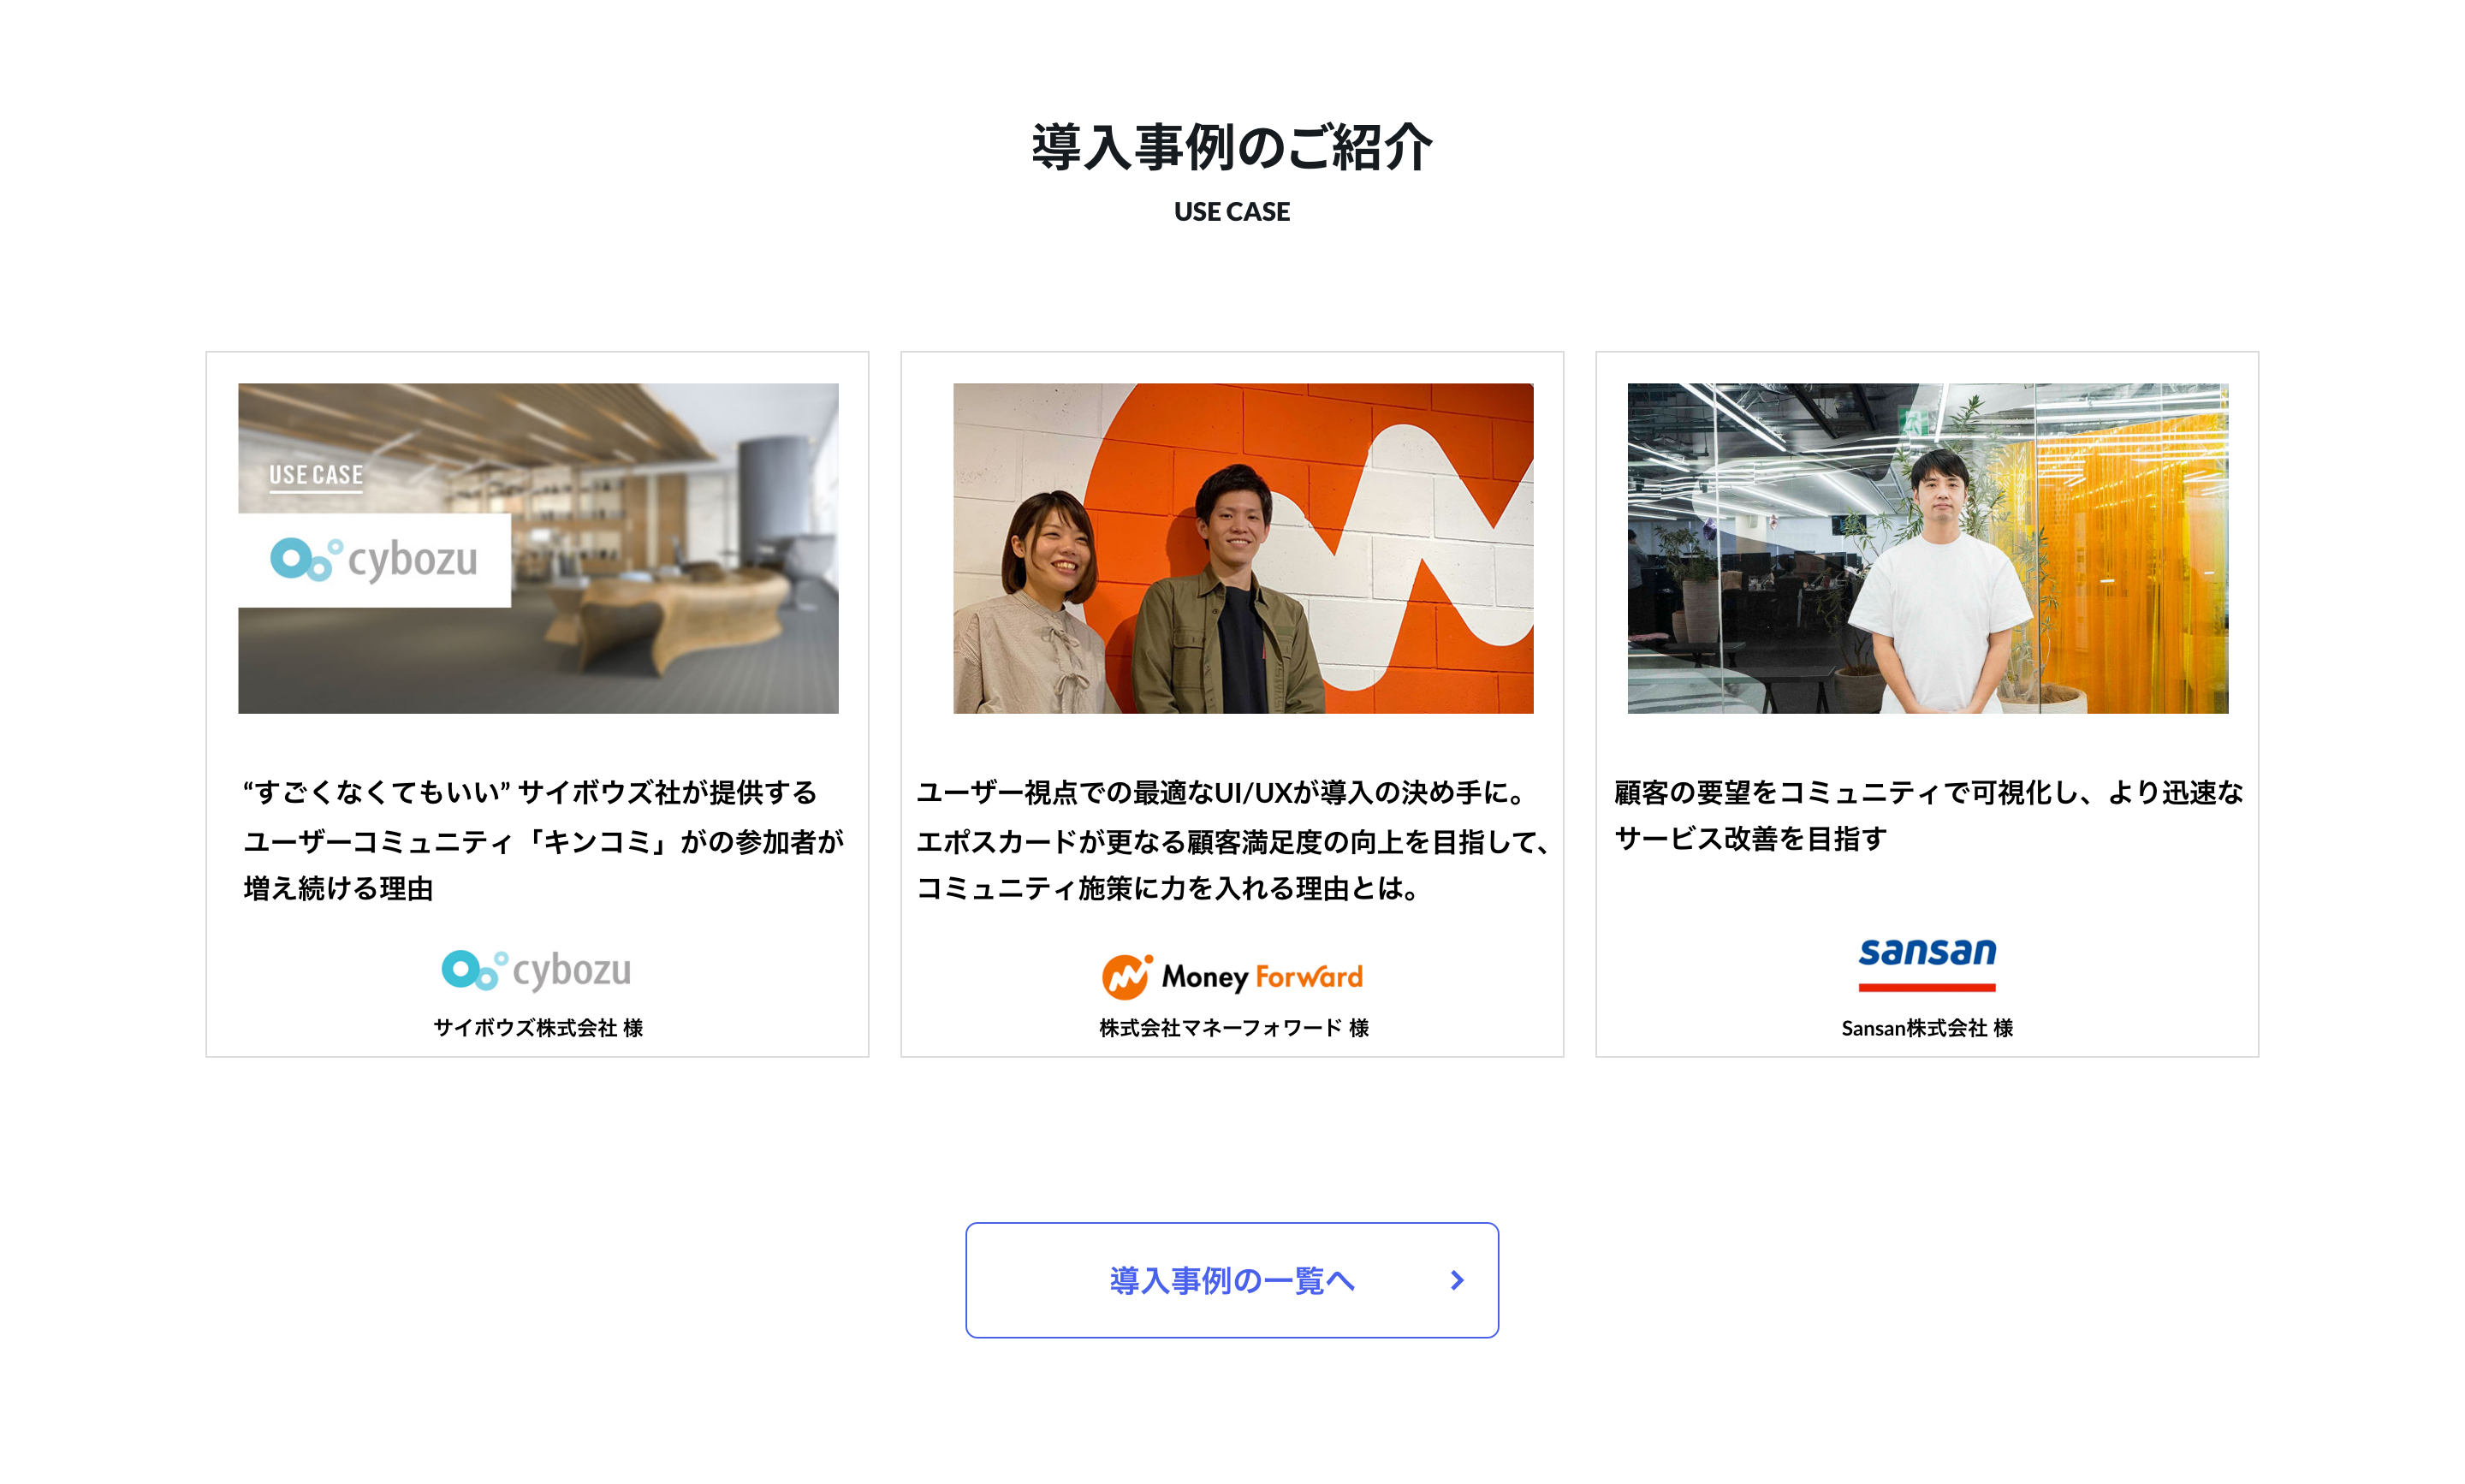 導入事例のご紹介
USE CASE
USE CASE
cybozu
“すごくなくてもいい” サイボウズ社が提供する
ユーザーコミュニティ「キンコミ」がの参加者が
増え続ける理由
cybozu
サイボウズ株式会社 様
ユーザー視点での最適なUI/UXが導入の決め手に。
エポスカードが更なる顧客満足度の向上を目指して、
コミュニティ施策に力を入れる理由とは。
Money Forward
株式会社マネーフォワード 様
顧客の要望をコミュニティで可視化し、より迅速な
サービス改善を目指す
sansan
Sansan株式会社 様
導入事例の一覧へ